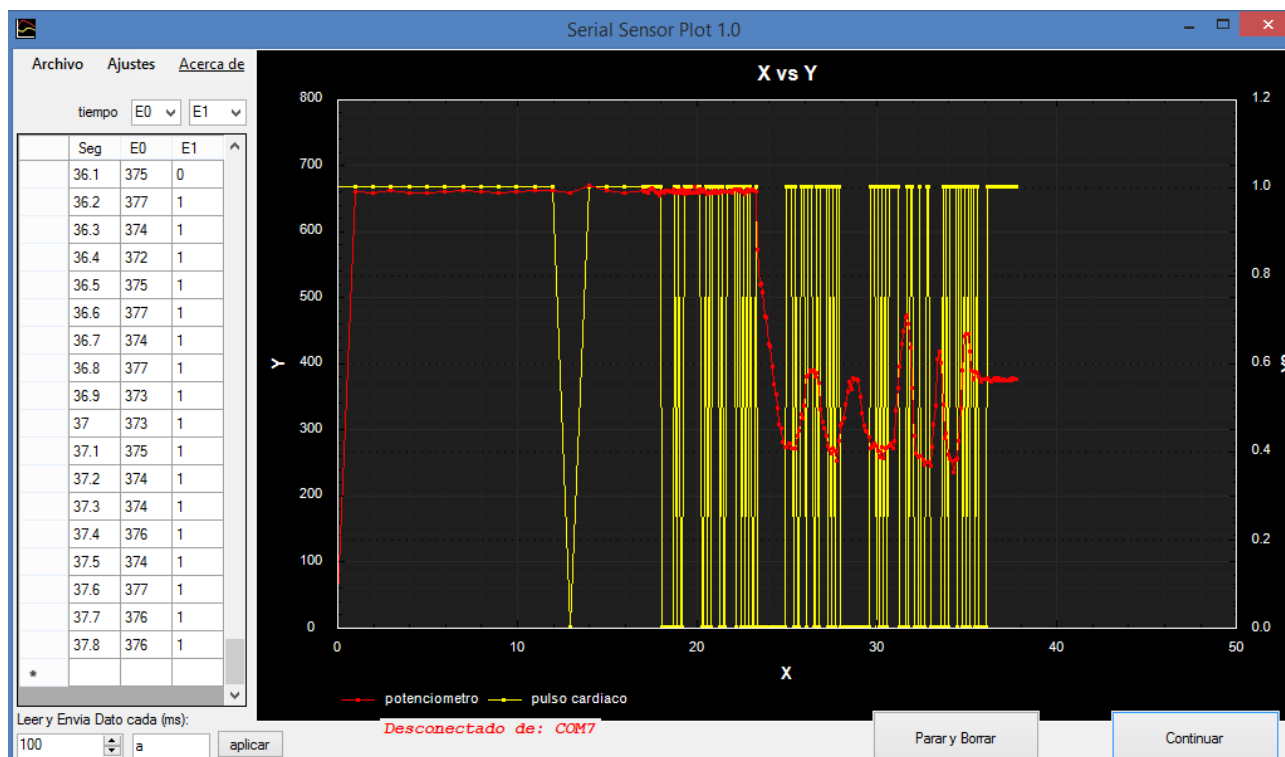 Serial Sensor Plot 1.0
Archivo Ajustes Acerca de
tiempo E0 E1
Seg E0 E1
36.1 375 0
36.2 377 1
36.3 374 1
36.4 372 1
36.5 375 1
36.6 377 1
36.7 374 1
36.8 377 1
36.9 373 1
37 373 1
37.1 375 1
37.2 374 1
37.3 374 1
37.4 376 1
37.5 374 1
37.6 377 1
37.7 376 1
37.8 376 1
*
Leer y Envia Dato cada (ms):
100 a aplicar
X vs Y
800 1.2
700
600 1.0
500 0.8
400 0.6
300 0.4
200 0.2
100
0 0.0
Y
0 10 20 30 40 50
X
potenciometro pulso cardiaco
Desconectado de: COM7
Parar y Borrar Continuar